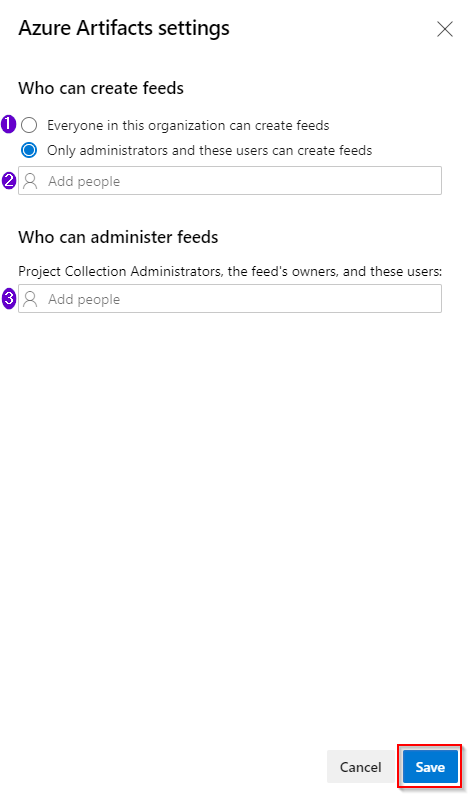 Azure Artifacts settings
Who can create feeds
1 Everyone in this organization can create feeds
Only administrators and these users can create feeds
2 Add people
Who can administer feeds
Project Collection Administrators, the feed's owners, and these users:
3 Add people
Cancel Save